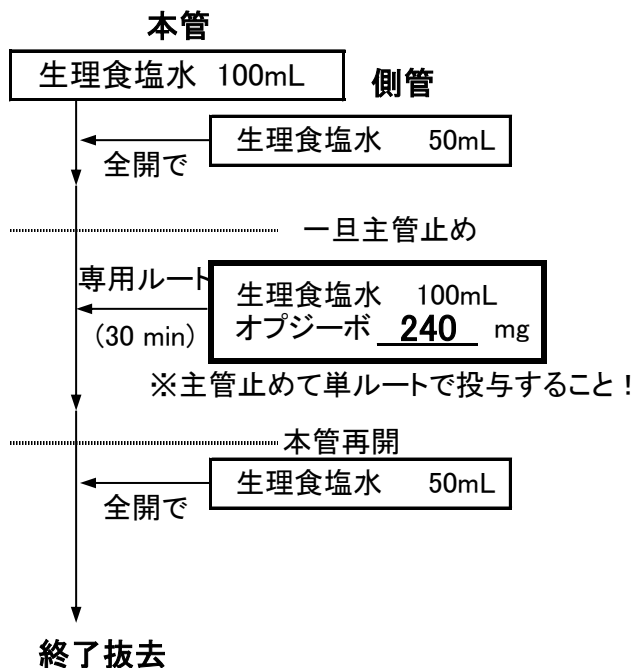 本管
生理食塩水 100mL
側管
生理食塩水 50mL
全開で
一旦主管止め
専用ルート
(30 min)
生理食塩水 100mL
オプジーボ 240 mg
※主管止めて単ルートで投与すること！
本管再開
生理食塩水 50mL
全開で
終了抜去